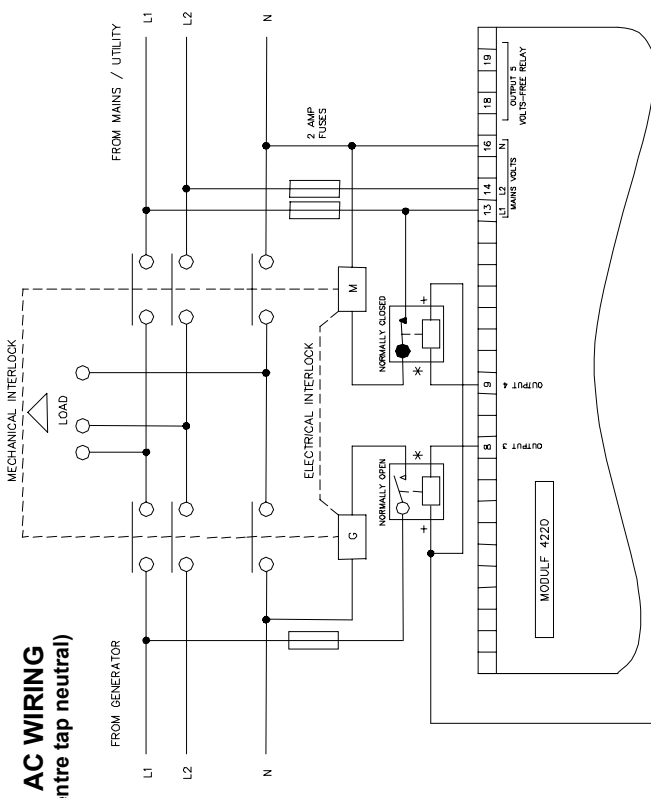 AC WIRING
entre tap neutral)
MECHANICAL INTERLOCK
LOAD
FROM GENERATOR
FROM MAINS / UTILITY
L1
L2
N
L1
L2
N
2 AMP
FUSES
ELECTRICAL INTERLOCK
G
M
NORMALLY OPEN
NORMALLY CLOSED
+
*
*
+
8
9
13
14
16
18
19
OUTPUT 3
OUTPUT 4
L1
L2
N
MAINS VOLTS
OUTPUT 5
VOLTS-FREE RELAY
MODULF 4220